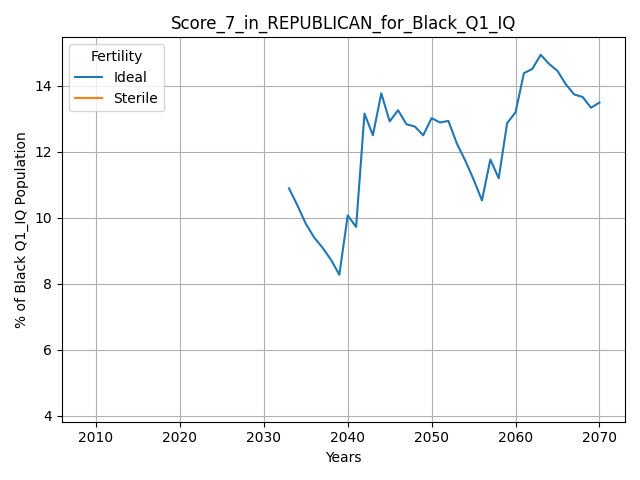 Score_7_in_REPUBLICAN_for_Black_Q1_IQ
Fertility
Ideal
Sterile
% of Black Q1_IQ Population
14
12
10
8
6
4
2010 2020 2030 2040 2050 2060 2070
Years